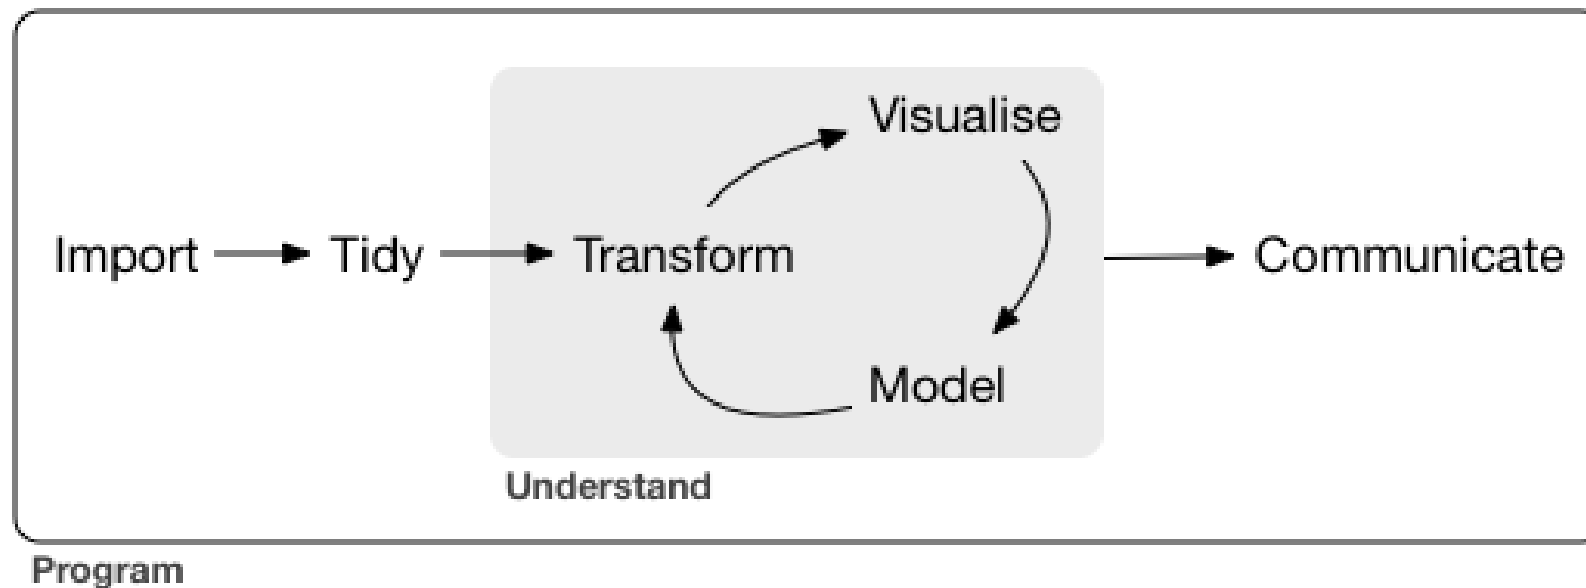 Visualise
Import Tidy Transform Communicate
Model
Understand
Program